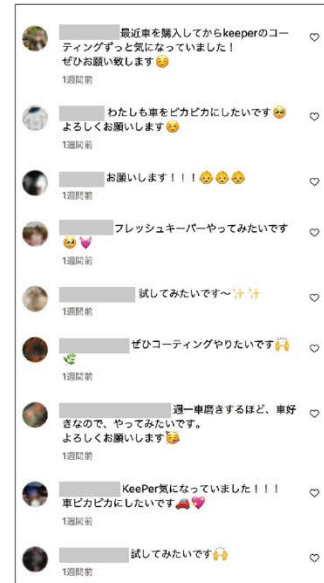 最近車を購入してからkeeperのコー
ティングずっと気になっていました！
ぜひお願い致します😌
1週間前
わたしも車をピカピカにしたいです🥹
よろしくお願いします☺️
1週間前
お願いします！！！👶👶👶
1週間前
フレッシュキーパーやってみたいです
🥹💓
1週間前
試してみたいです〜✨✨
1週間前
ぜひコーティングやりたいです🙌
🌿
1週間前
週一車磨きするほど、車好
きなので、やってみたいです。
よろしくお願いします🥳
1週間前
KeePer気になっていました！！！
車ピカピカにしたいです🚗💖
1週間前
試してみたいです🙌
1週間前